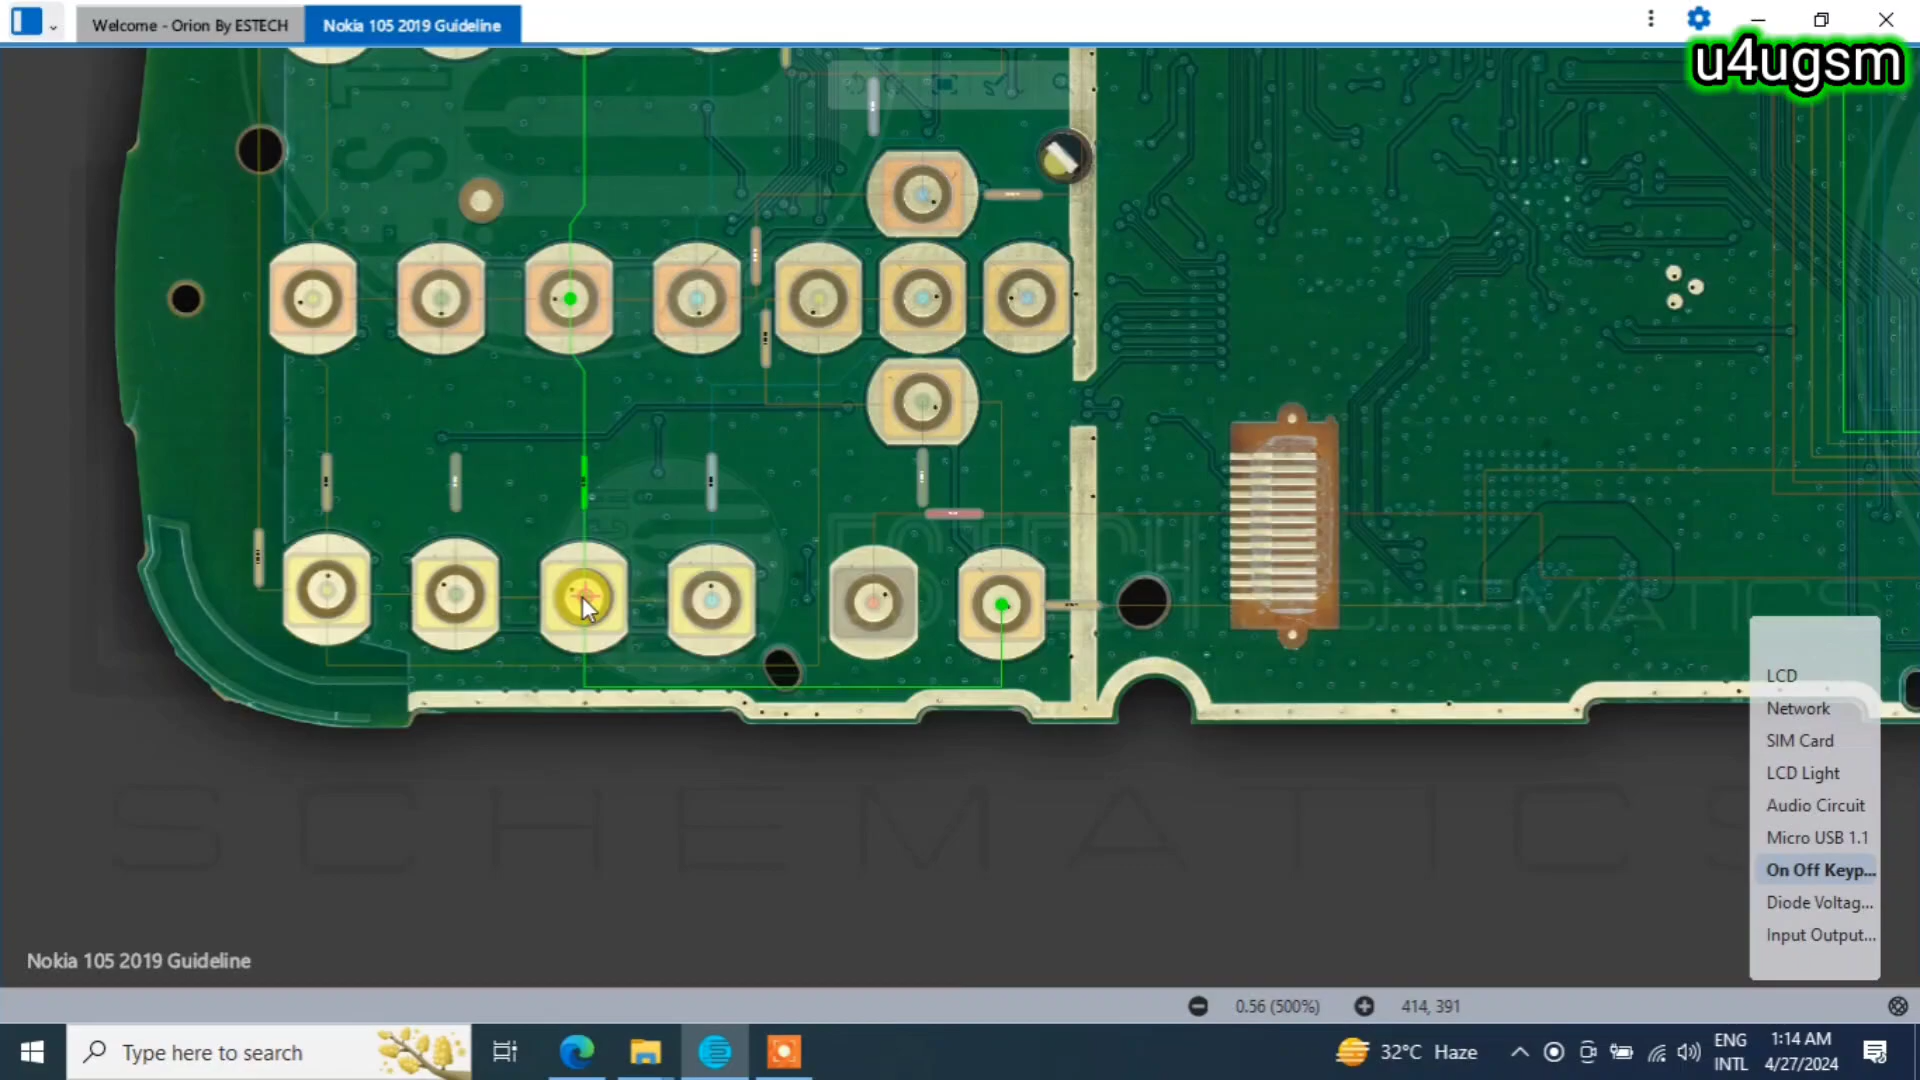 Welcome - Orion By ESTECH
Nokia 105 2019 Guideline
u4ugsm
LCD
Network
SIM Card
LCD Light
Audio Circuit
Micro USB 1.1
On Off Keyp...
Diode Voltag...
Input Output...
SCHEMATICS
SCHEMATICS
Nokia 105 2019 Guideline
0.56 (500%)
414, 391
Type here to search
32°C Haze
ENG
INTL
1:14 AM
4/27/2024